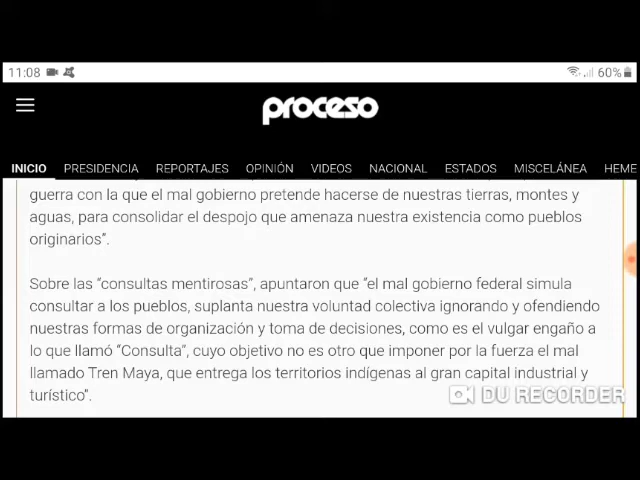 11:08
60%
proceso
INICIO PRESIDENCIA REPORTAJES OPINIÓN VIDEOS NACIONAL ESTADOS MISCELÁNEA HEME
guerra con la que el mal gobierno pretende hacerse de nuestras tierras, montes y
aguas, para consolidar el despojo que amenaza nuestra existencia como pueblos
originarios”.
Sobre las “consultas mentirosas”, apuntaron que “el mal gobierno federal simula
consultar a los pueblos, suplanta nuestra voluntad colectiva ignorando y ofendiendo
nuestras formas de organización y toma de decisiones, como es el vulgar engaño a
lo que llamó “Consulta”, cuyo objetivo no es otro que imponer por la fuerza el mal
llamado Tren Maya, que entrega los territorios indígenas al gran capital industrial y
turístico”.
DU RECORDER